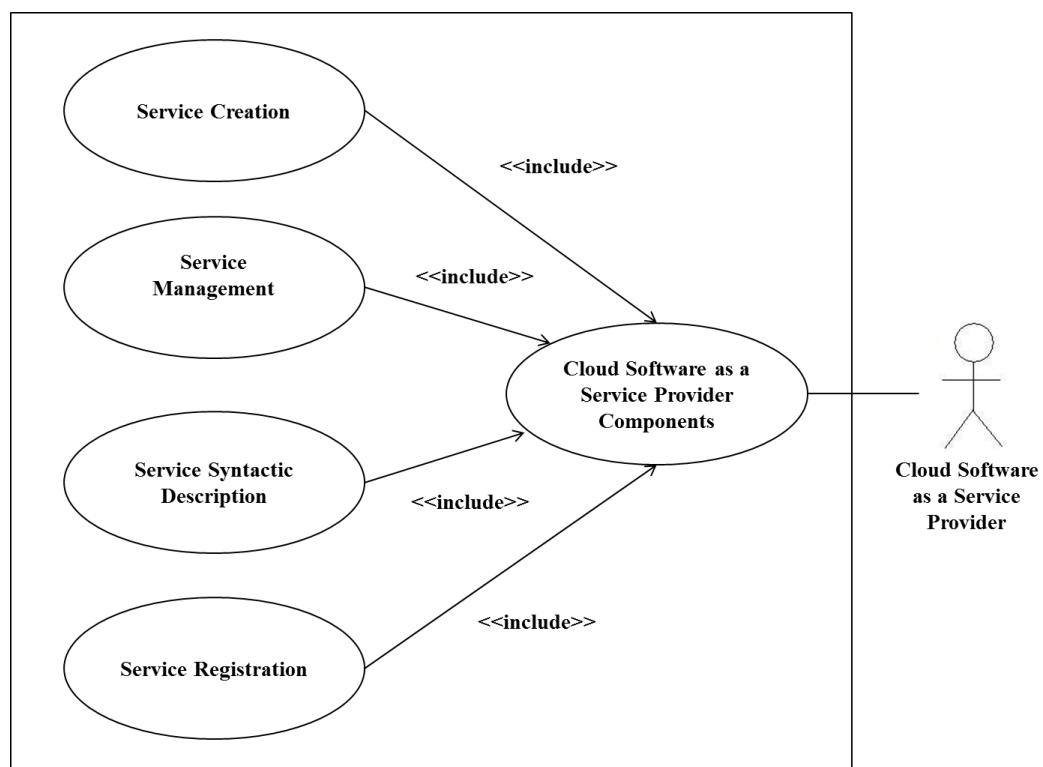 Service Creation
<<include>>
Service
Management
<<include>>
Cloud Software as a
Service Provider
Components
Service Syntactic
Description
<<include>>
Cloud Software
as a Service
Provider
<<include>>
Service Registration